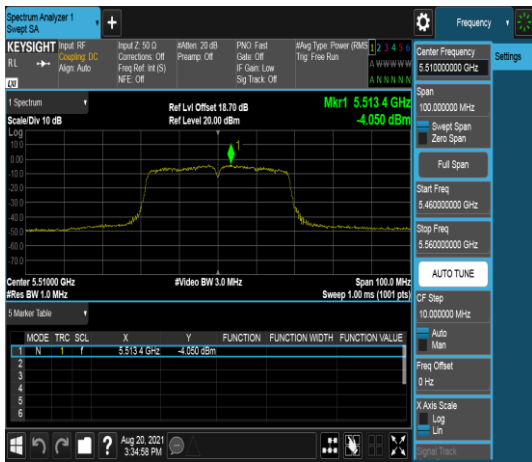 Spectrum Analyzer 1
Swept SA
+
Frequency
Settings
KEYSIGHT
RL
LXI
Input: RF
Coupling: DC
Align: Auto
Input Z: 50 Ω
Corrections: Off
Freq Ref: Int (S)
NFE: Off
#Atten: 20 dB
Preamp: Off
PNO: Fast
Gate: Off
IF Gain: Low
Sig Track: Off
#Avg Type: Power (RMS
Trig: Free Run
1 2 3 4 5 6
A W W W W W
A N N N N N
1 Spectrum
Scale/Div 10 dB
Ref Lvl Offset 18.70 dB
Ref Level 20.00 dBm
Mkr1 5.513 4 GHz
-4.050 dBm
Log
10.0
0.00
-10.0
-20.0
-30.0
-40.0
-50.0
-60.0
-70.0
1
Center 5.51000 GHz
#Res BW 1.0 MHz
#Video BW 3.0 MHz
Span 100.0 MHz
Sweep 1.00 ms (1001 pts)
5 Marker Table
MODE TRC SCL X Y FUNCTION FUNCTION WIDTH FUNCTION VALUE
1 N 1 f 5.513 4 GHz -4.050 dBm
2
3
4
5
6
Center Frequency
5.510000000 GHz
Span
100.000000 MHz
Swept Span
Zero Span
Full Span
Start Freq
5.460000000 GHz
Stop Freq
5.560000000 GHz
AUTO TUNE
CF Step
10.000000 MHz
Auto
Man
Freq Offset
0 Hz
X Axis Scale
Log
Lin
Signal Track
?
Aug 20, 2021
3:34:58 PM